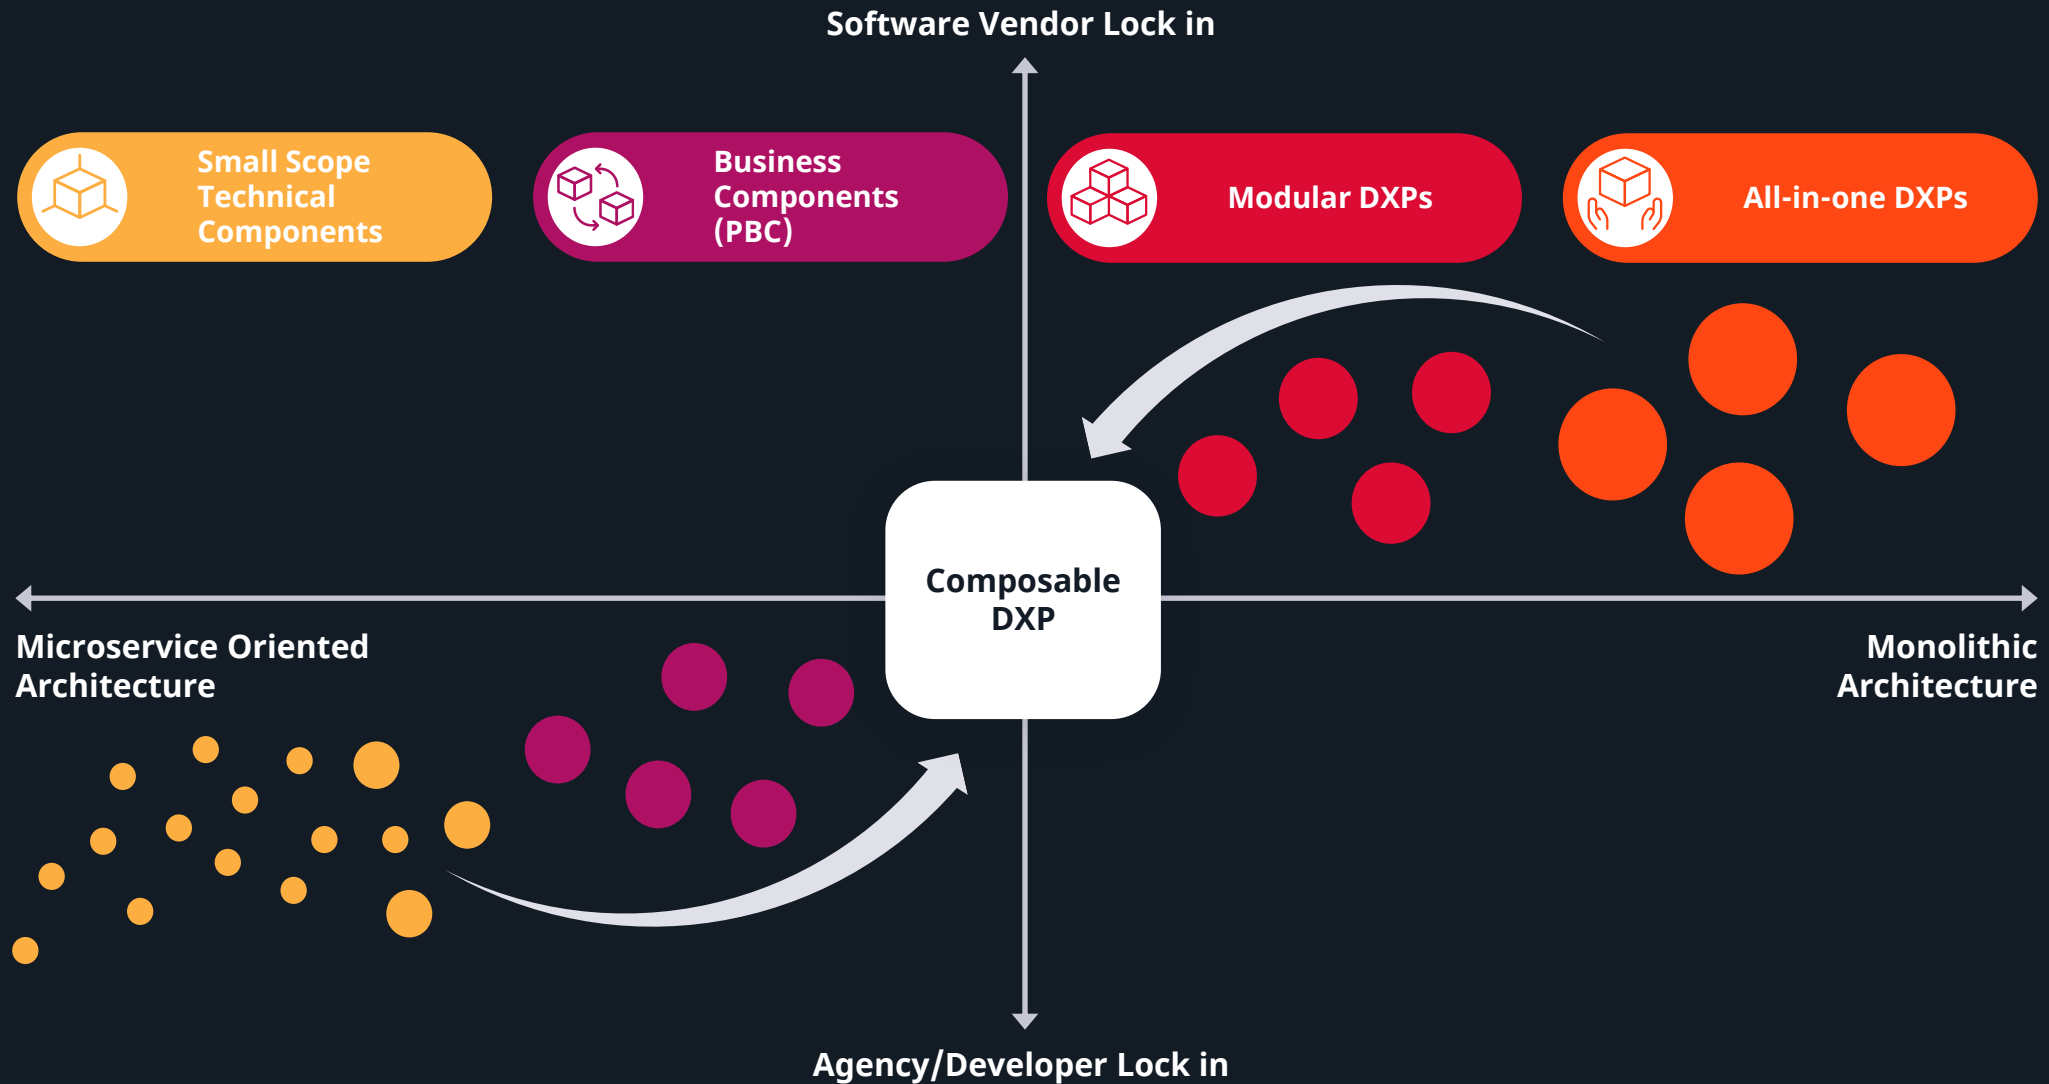 Software Vendor Lock in
Small Scope
Technical
Components
Business
Components
(PBC)
Modular DXPs
All-in-one DXPs
Composable
DXP
Microservice Oriented
Architecture
Monolithic
Architecture
Agency/Developer Lock in